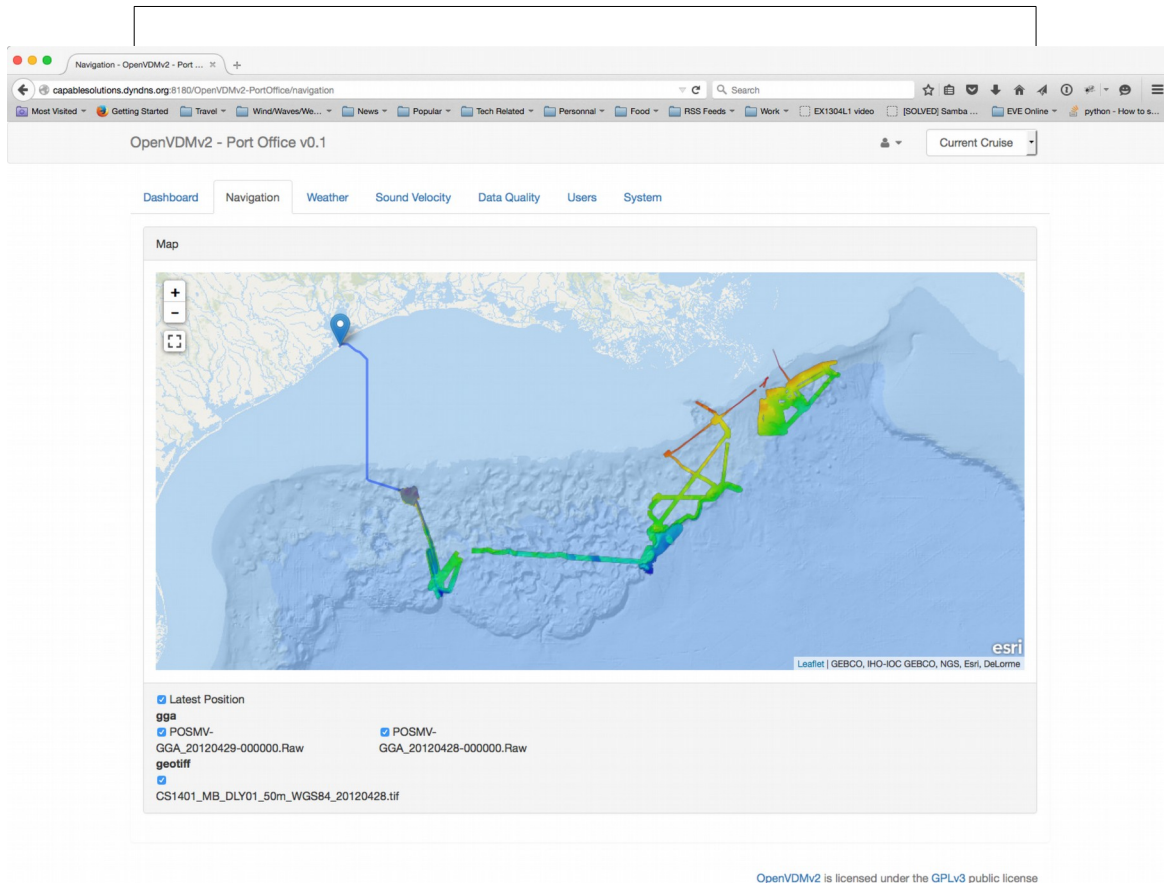 Navigation - OpenVDMv2 - Port ... × +
capablesolutions.dyndns.org:8180/OpenVDMv2-PortOffice/navigation Search
Most Visited Getting Started Travel Wind/Waves/We... News Popular Tech Related Personnal Food RSS Feeds Work EX1304L1 video [SOLVED] Samba ... EVE Online python - How to s...
OpenVDMv2 - Port Office v0.1 Current Cruise
Dashboard Navigation Weather Sound Velocity Data Quality Users System
Map
+
-
esri
Leaflet | GEBCO, IHO-IOC GEBCO, NGS, Esri, DeLorme
Latest Position
gga
POSMV- POSMV-
GGA_20120429-000000.Raw GGA_20120428-000000.Raw
geotiff
CS1401_MB_DLY01_50m_WGS84_20120428.tif
OpenVDMv2 is licensed under the GPLv3 public license